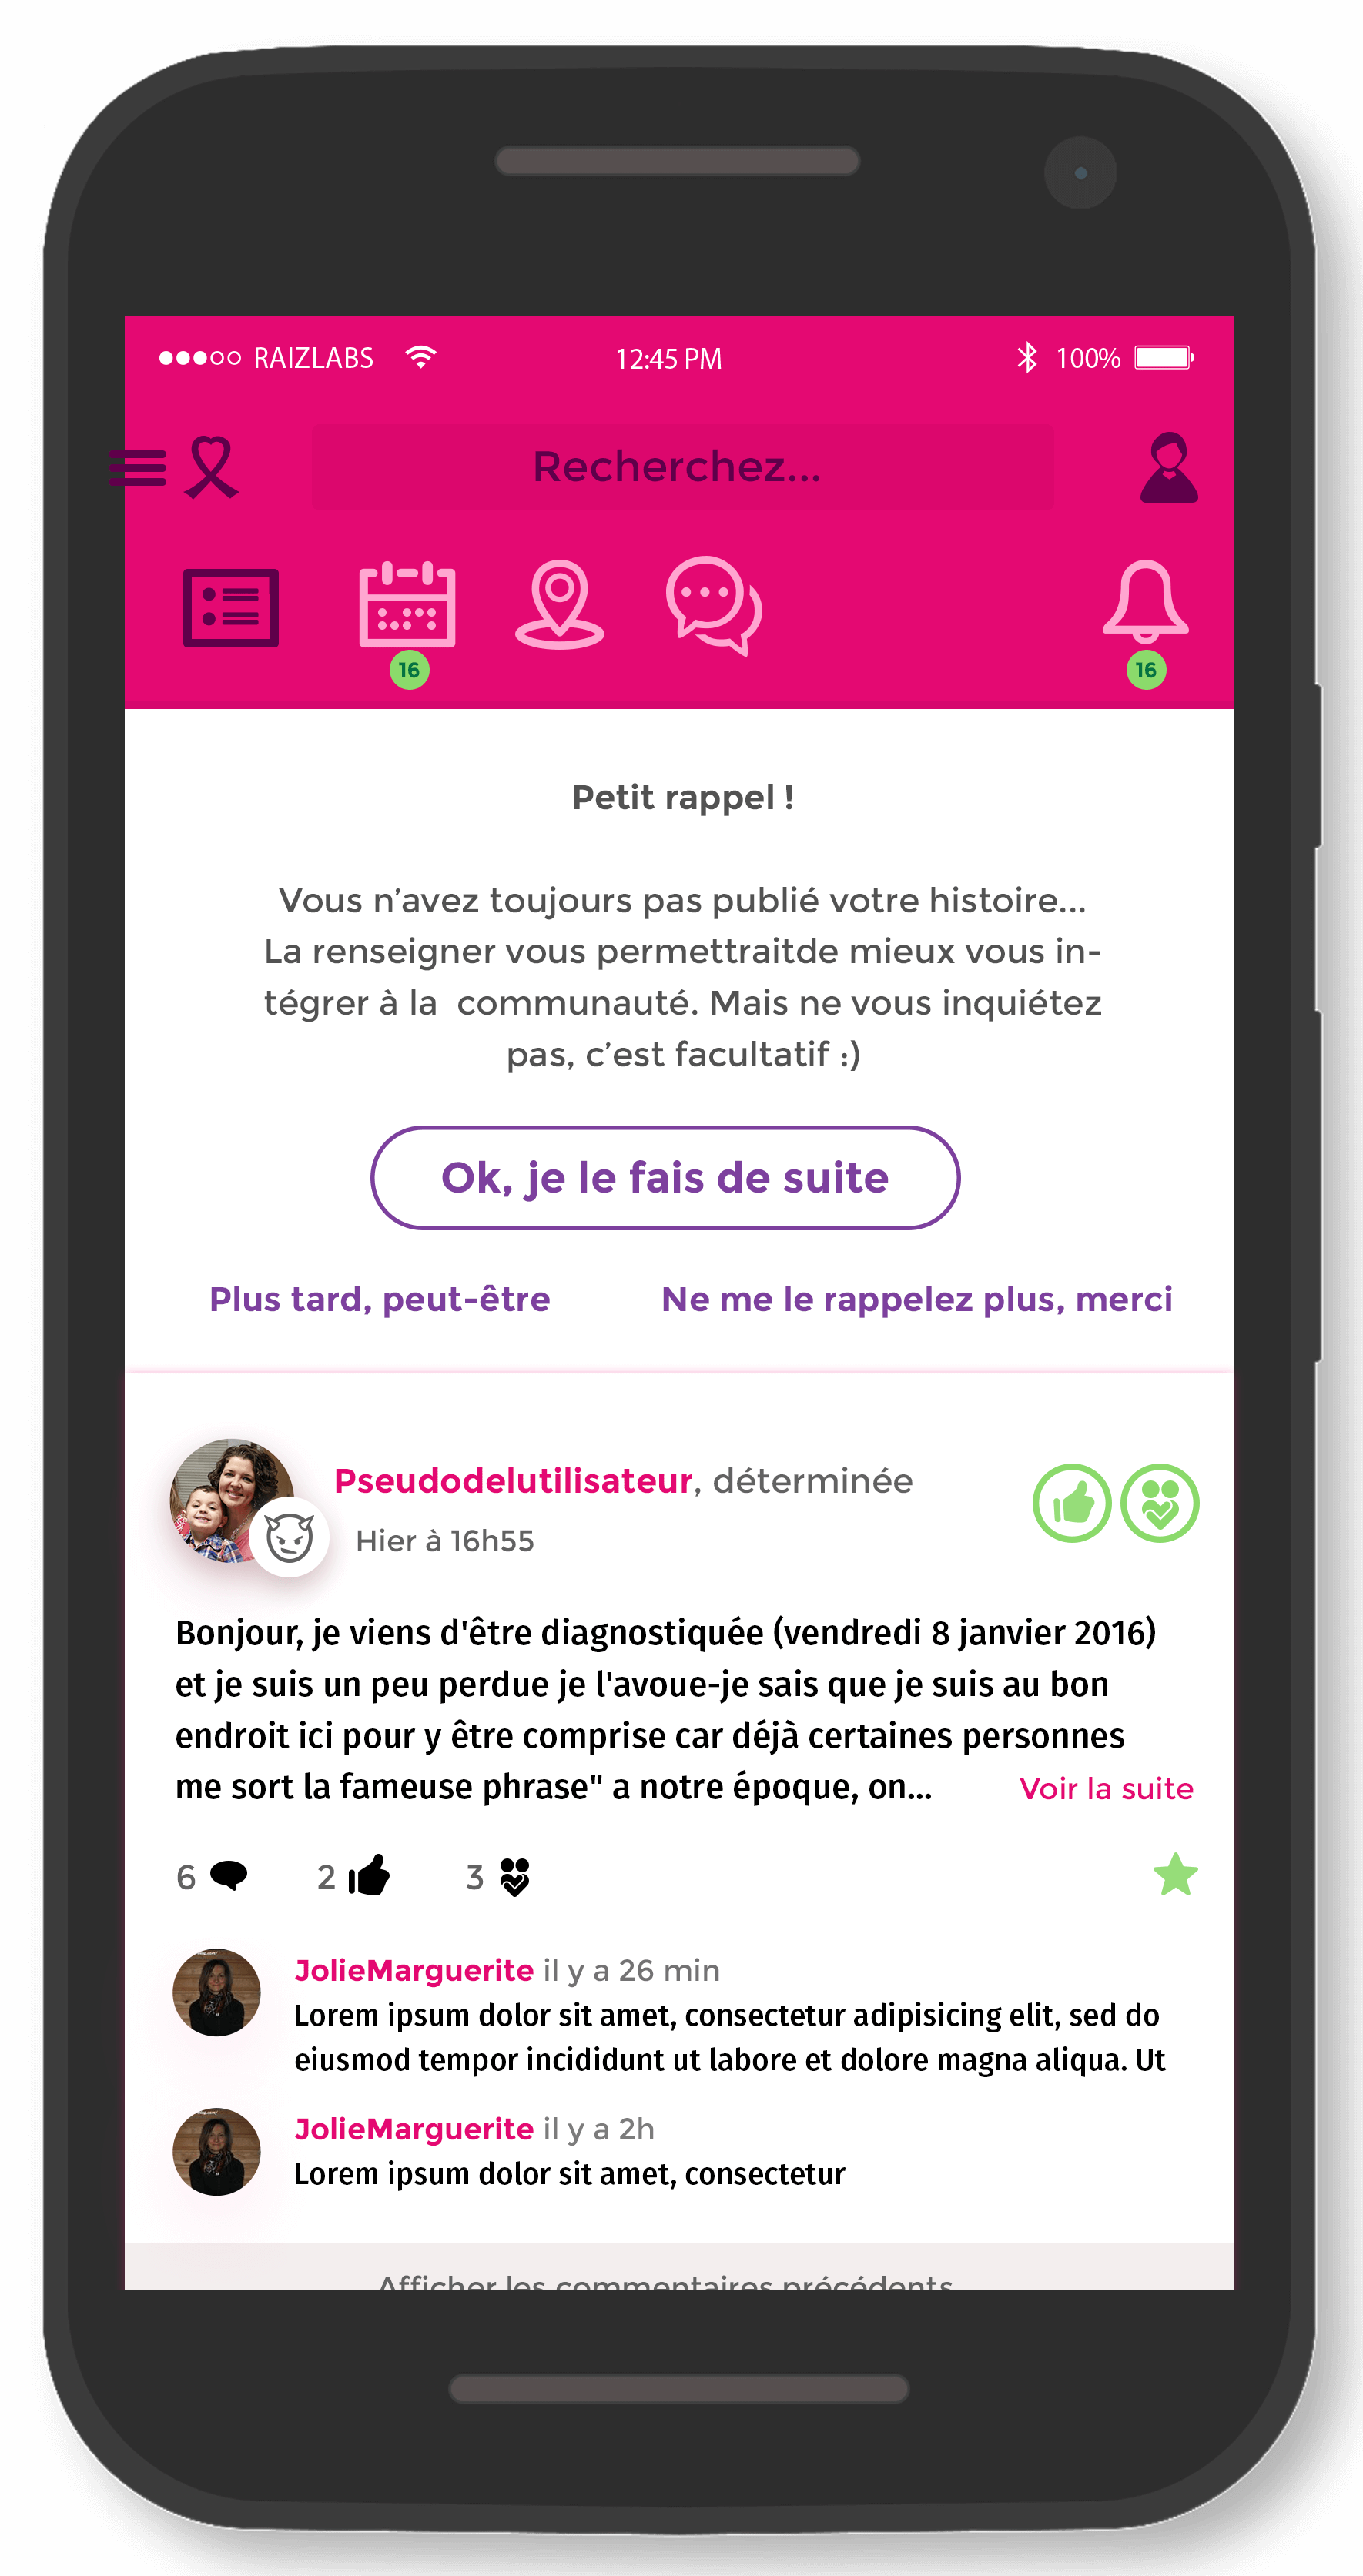 RAIZLABS 12:45 PM 100%
Recherchez...
16 16
Petit rappel !
Vous n’avez toujours pas publié votre histoire...
La renseigner vous permettraitde mieux vous in-
tégrer à la communauté. Mais ne vous inquiétez
pas, c’est facultatif :)
Ok, je le fais de suite
Plus tard, peut-être Ne me le rappelez plus, merci
Pseudodelutilisateur, déterminée
Hier à 16h55
Bonjour, je viens d'être diagnostiquée (vendredi 8 janvier 2016)
et je suis un peu perdue je l'avoue-je sais que je suis au bon
endroit ici pour y être comprise car déjà certaines personnes
me sort la fameuse phrase" a notre époque, on... Voir la suite
6 2 3
JolieMarguerite il y a 26 min
Lorem ipsum dolor sit amet, consectetur adipisicing elit, sed do
eiusmod tempor incididunt ut labore et dolore magna aliqua. Ut
JolieMarguerite il y a 2h
Lorem ipsum dolor sit amet, consectetur
Afficher les commentaires précédents